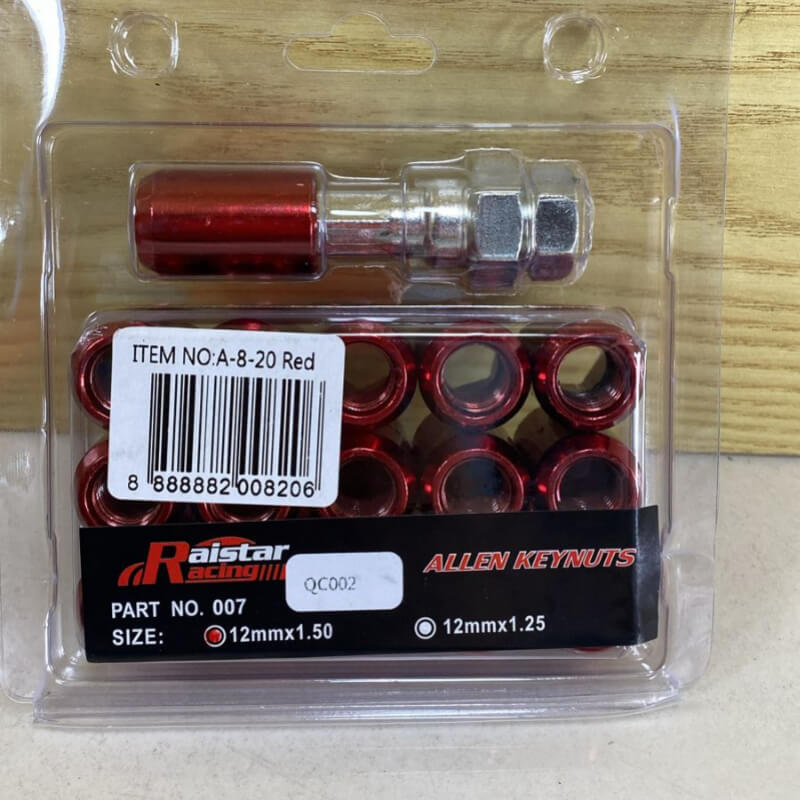 ITEM NO:A-8-20 Red
8 888882 008206
Raistar
Racing
QC002
ALLEN KEYNUTS
PART NO. 007
SIZE: 12mmx1.50 12mmx1.25